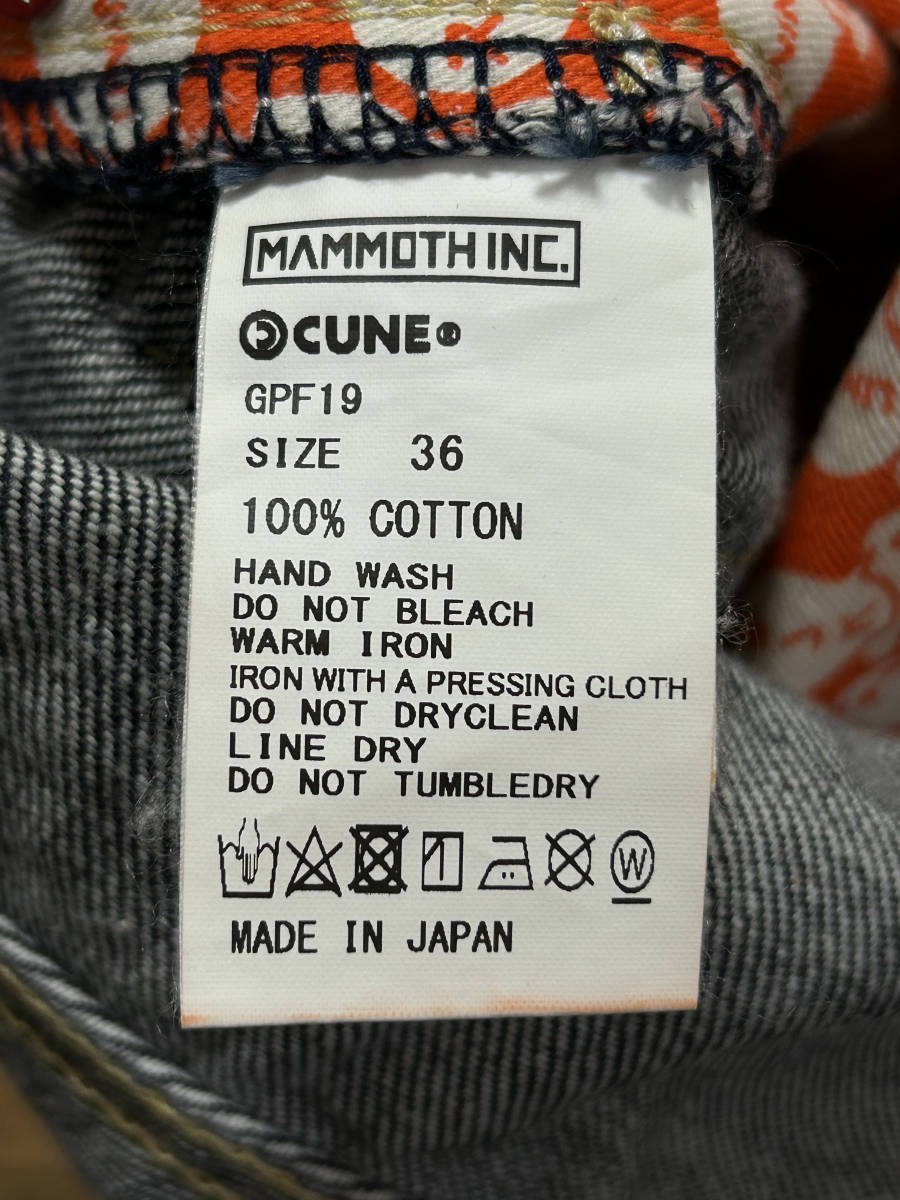 MAMMOTH INC.
CUNE®
GPF19
SIZE 36
100% COTTON
HAND WASH
DO NOT BLEACH
WARM IRON
IRON WITH A PRESSING CLOTH
DO NOT DRYCLEAN
LINE DRY
DO NOT TUMBLEDRY
W
MADE IN JAPAN